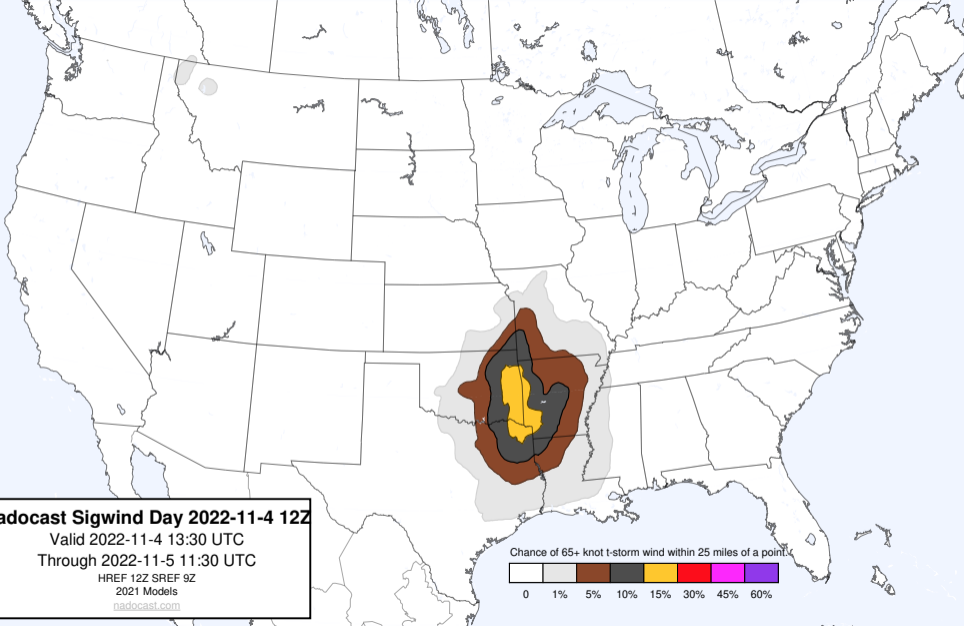 adocast Sigwind Day 2022-11-4 12Z
Valid 2022-11-4 13:30 UTC
Through 2022-11-5 11:30 UTC
HREF 12Z SREF 9Z
2021 Models
nadocast.com
Chance of 65+ knot t-storm wind within 25 miles of a point.
0 1% 5% 10% 15% 30% 45% 60%